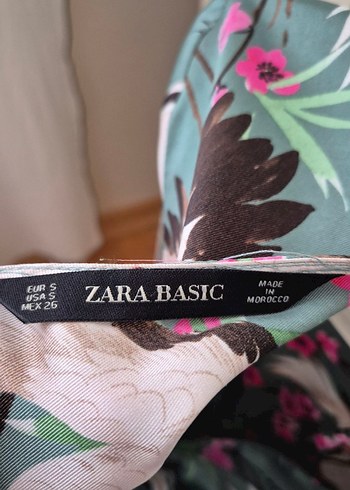 EUR S
USA S
MEX 26
ZARA BASIC
MADE
IN
MOROCCO